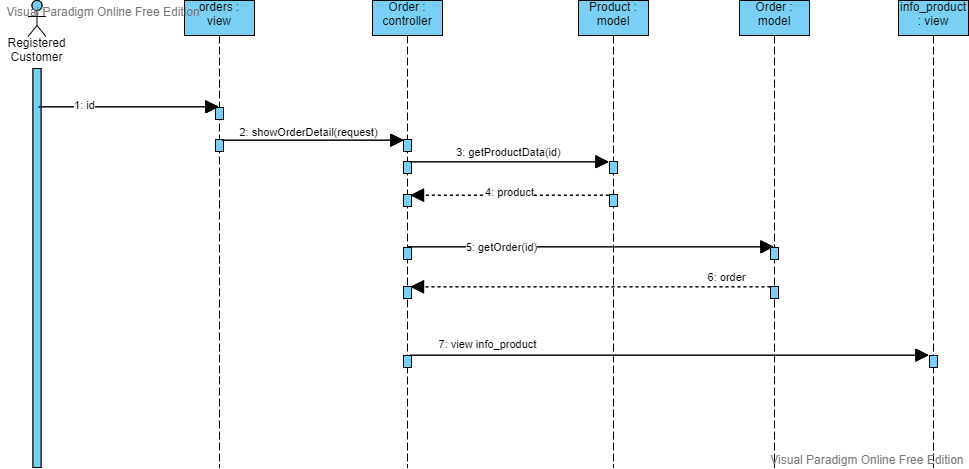 Visual Paradigm Online Free Edition
orders :
view
Order :
controller
Product :
model
Order :
model
info_product
: view
Registered
Customer
1: id
2: showOrderDetail(request)
3: getProductData(id)
4: product
5: getOrder(id)
6: order
7: view info_product
Visual Paradigm Online Free Edition